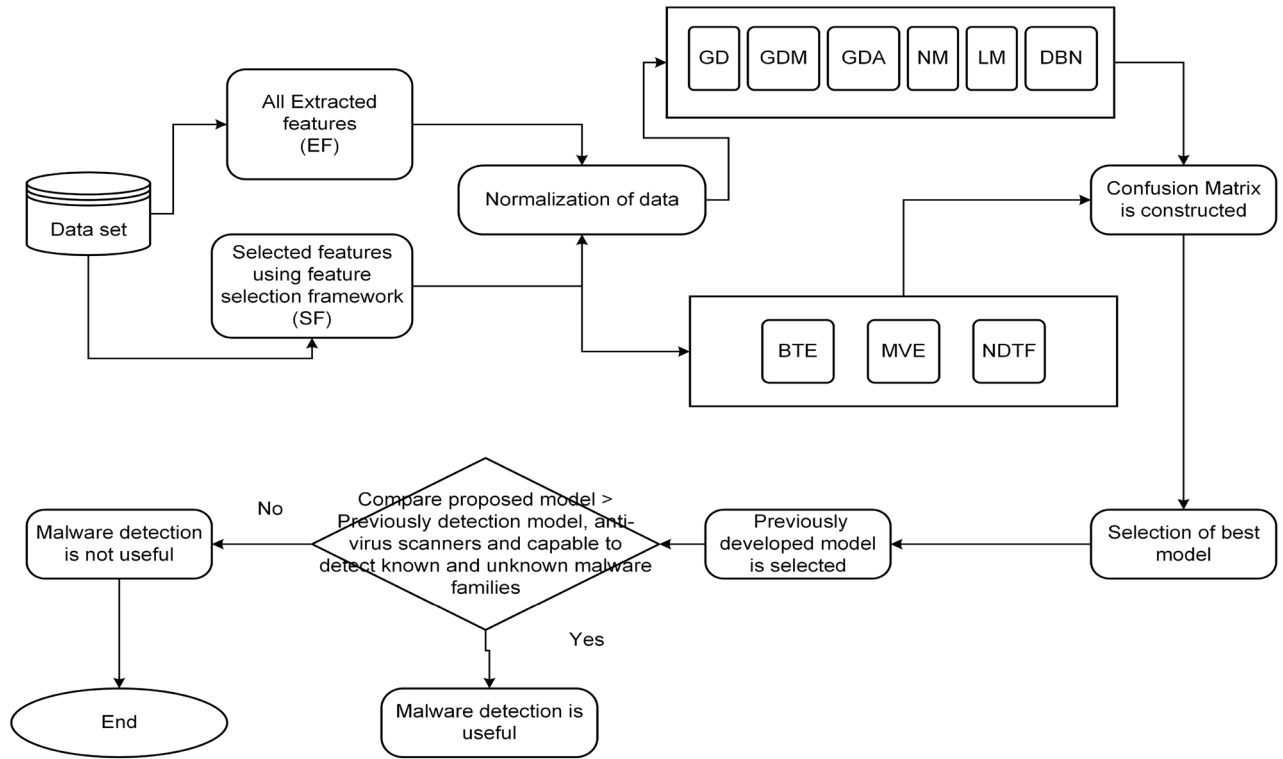 GD
GDM
GDA
NM
LM
DBN
All Extracted
features
(EF)
Data set
Normalization of data
Confusion Matrix
is constructed
Selected features
using feature
selection framework
(SF)
BTE
MVE
NDTF
Selection of best
model
Previously
developed model
is selected
Compare proposed model >
Previously detection model, anti-
virus scanners and capable to
detect known and unknown malware
families
No
Malware detection
is not useful
Yes
End
Malware detection is
useful